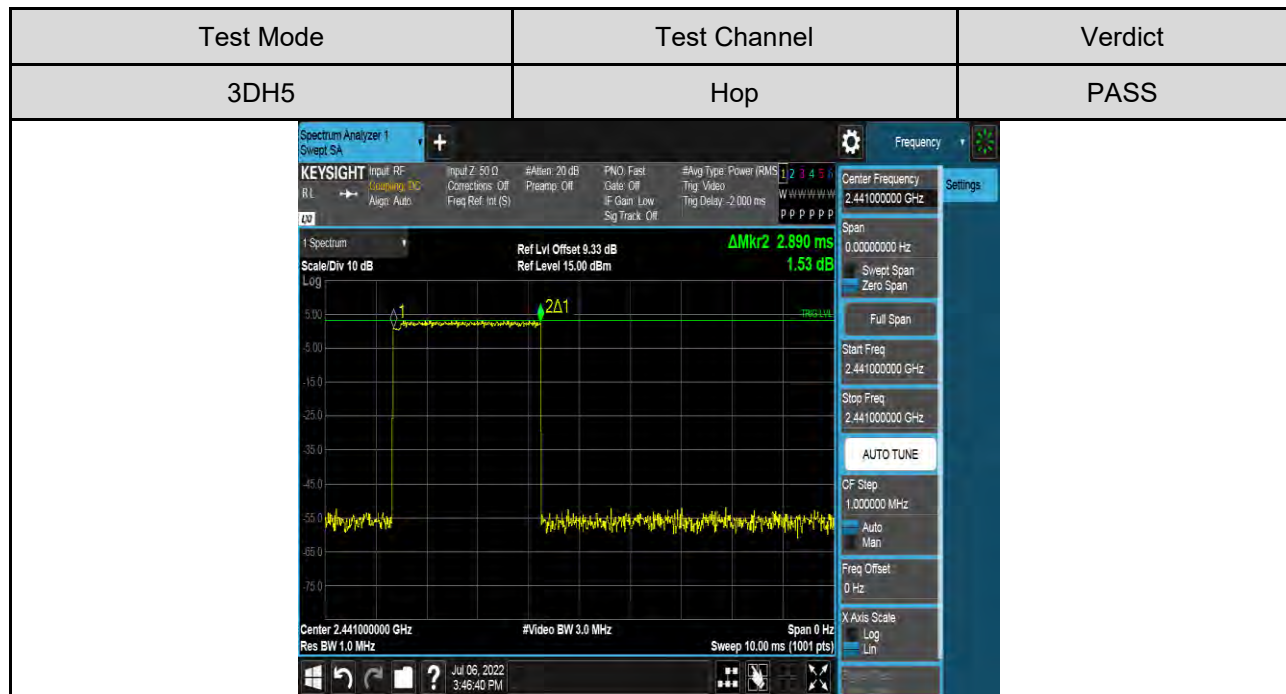 Test Mode Test Channel Verdict
3DH5 Hop PASS
Spectrum Analyzer 1
Swept SA
+
Frequency
KEYSIGHT Input: RF Input Z: 50 Ω #Atten: 20 dB PNO: Fast #Avg Type: Power (RMS 1 2 3 4 5 6
RL Coupling: DC Corrections: Off Preamp: Off Gate: Off Trig: Video W W W W W W
Align: Auto Freq Ref: Int (S) IF Gain: Low Trig Delay: -2.000 ms
Sig Track: Off P P P P P P
LXI
Center Frequency
2.441000000 GHz
Settings
1 Spectrum
Scale/Div 10 dB
Log
Ref Lvl Offset 9.33 dB
Ref Level 15.00 dBm
ΔMkr2 2.890 ms
1.53 dB
5.00
-5.00
-15.0
-25.0
-35.0
-45.0
-55.0
-65.0
-75.0
1
2Δ1
TRIG LVL
Center 2.441000000 GHz #Video BW 3.0 MHz Span 0 Hz
Res BW 1.0 MHz Sweep 10.00 ms (1001 pts)
Span
0.00000000 Hz
Swept Span
Zero Span
Full Span
Start Freq
2.441000000 GHz
Stop Freq
2.441000000 GHz
AUTO TUNE
CF Step
1.000000 MHz
Auto
Man
Freq Offset
0 Hz
X Axis Scale
Log
Lin
?
Jul 06, 2022
3:46:40 PM